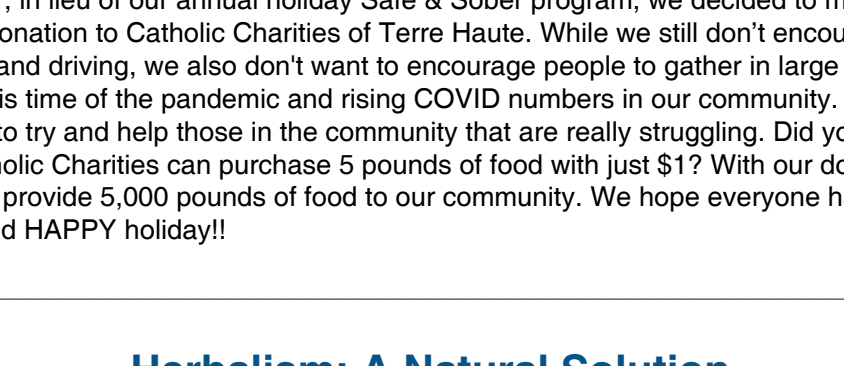 , in lieu of our annual holiday Safe & Sober program, we decided to m
onation to Catholic Charities of Terre Haute. While we still don’t encou
and driving, we also don't want to encourage people to gather in large
is time of the pandemic and rising COVID numbers in our community.
to try and help those in the community that are really struggling. Did yo
holic Charities can purchase 5 pounds of food with just $1? With our do
provide 5,000 pounds of food to our community. We hope everyone h
d HAPPY holiday!!
Herbalism: A Natural Solution